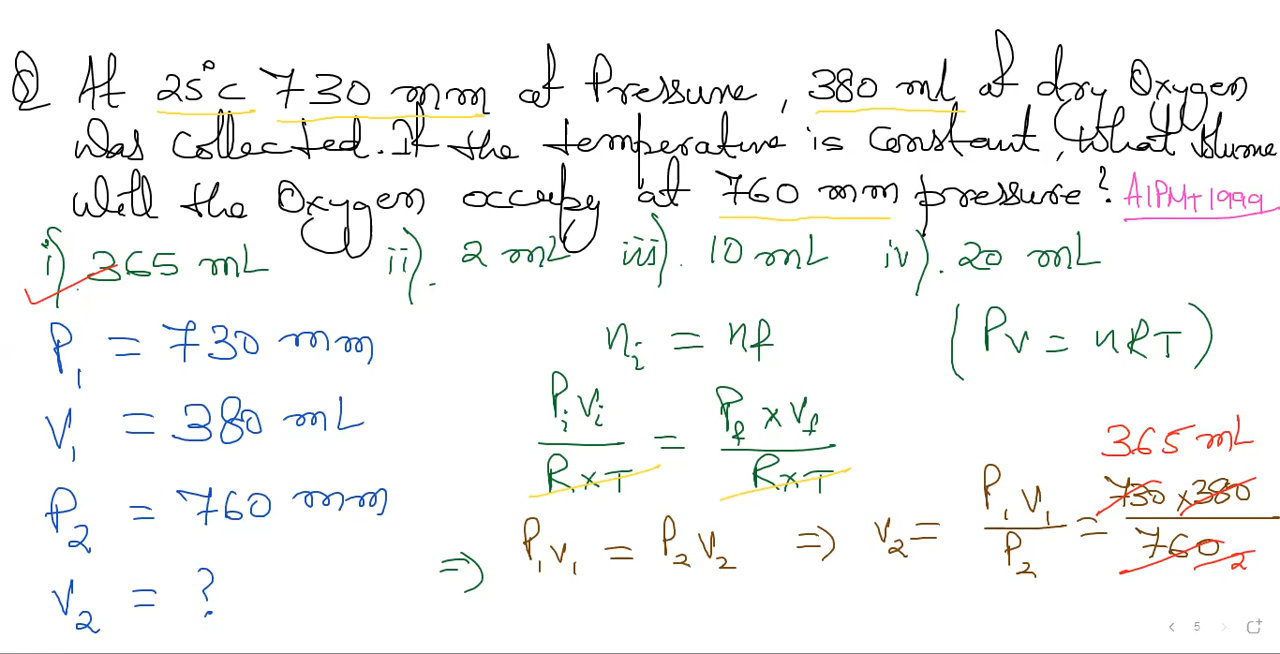 Q At 25°C 730 mm of Pressure, 380 mL of dry Oxygen
was collected. If the temperature is constant, what volume
will the Oxygen occupy at 760 mm pressure? AIPMT 1999
i). 365 mL ii). 2 mL iii). 10 mL iv). 20 mL
P₁ = 730 mm
nᵢ = nf
(PV = nRT)
V₁ = 380 mL
PᵢVᵢ / R×T = Pf × Vf / R×T
365 mL
P₂ = 760 mm
⇒ P₁V₁ = P₂V₂ ⇒ V₂ = P₁V₁ / P₂ = 730 × 380 / 760 2
V₂ = ?
< 5 >